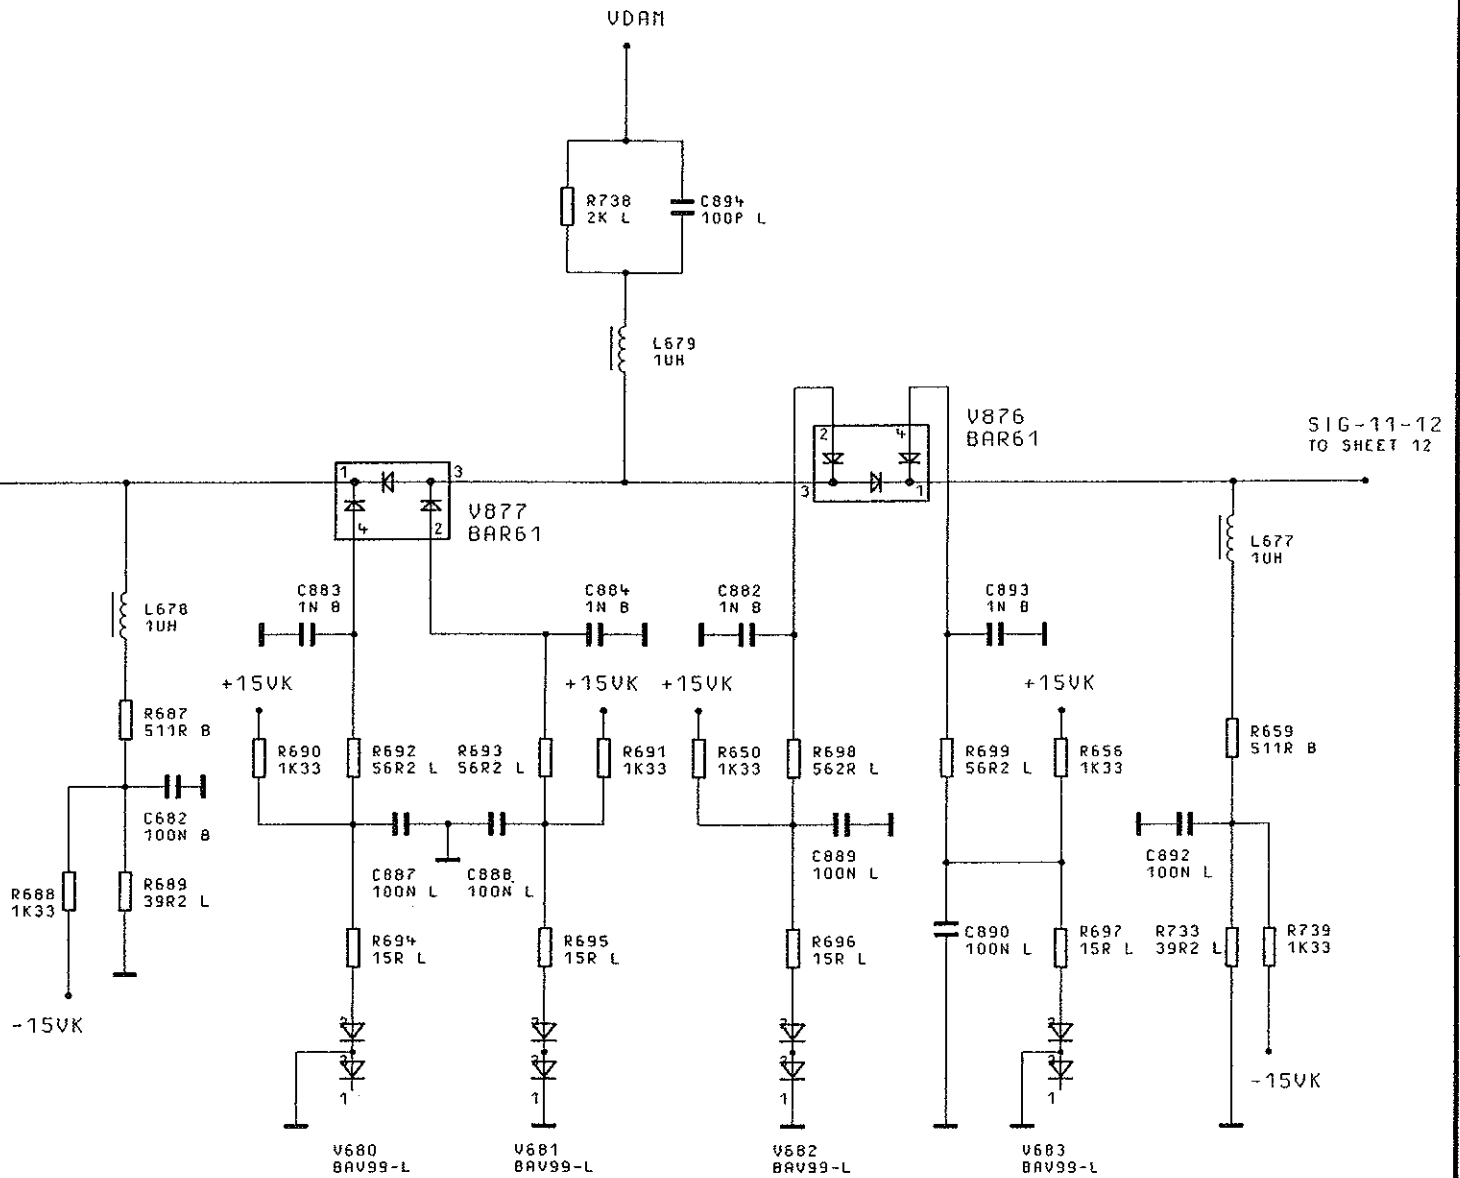 VDAM
R738
2K L
C894
100P L
L679
1UH
V876
BAR61
SIG-11-12
TO SHEET 12
2
4
3
1
1
3
4
2
V877
BAR61
L677
1UH
L678
1UH
C883
1N B
C884
1N B
C882
1N B
C893
1N B
+15VK
+15VK
+15VK
+15VK
R687
511R B
R690
1K33
R692
56R2 L
R693
56R2 L
R691
1K33
R650
1K33
R698
562R L
R699
56R2 L
R656
1K33
R659
511R B
C682
100N B
C887
100N L
C888
100N L
C889
100N L
C892
100N L
R688
1K33
R689
39R2 L
R694
15R L
R695
15R L
R696
15R L
C890
100N L
R697
15R L
R733
39R2 L
R739
1K33
-15VK
-15VK
1
1
1
1
V680
BAV99-L
V681
BAV99-L
V682
BAV99-L
V683
BAV99-L